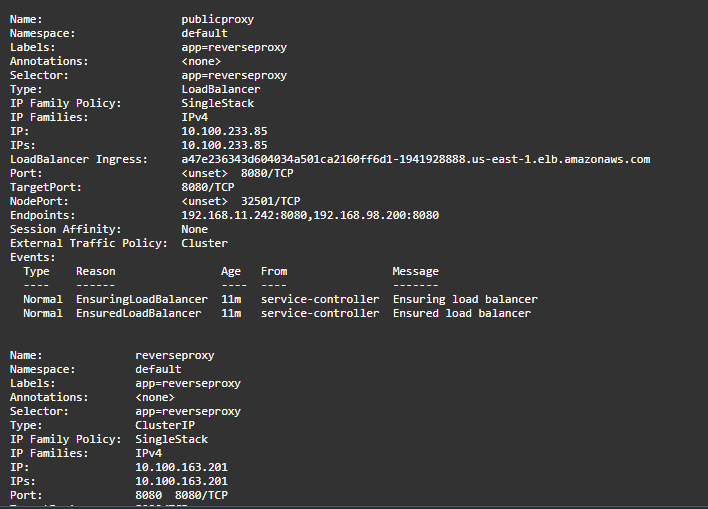 Name: publicproxy
Namespace: default
Labels: app=reverseproxy
Annotations: <none>
Selector: app=reverseproxy
Type: LoadBalancer
IP Family Policy: SingleStack
IP Families: IPv4
IP: 10.100.233.85
IPs: 10.100.233.85
LoadBalancer Ingress: a47e236343d604034a501ca2160ff6d1-1941928888.us-east-1.elb.amazonaws.com
Port: <unset> 8080/TCP
TargetPort: 8080/TCP
NodePort: <unset> 32501/TCP
Endpoints: 192.168.11.242:8080,192.168.98.200:8080
Session Affinity: None
External Traffic Policy: Cluster
Events:
Type Reason Age From Message
---- ------ ---- ---- -------
Normal EnsuringLoadBalancer 11m service-controller Ensuring load balancer
Normal EnsuredLoadBalancer 11m service-controller Ensured load balancer
Name: reverseproxy
Namespace: default
Labels: app=reverseproxy
Annotations: <none>
Selector: app=reverseproxy
Type: ClusterIP
IP Family Policy: SingleStack
IP Families: IPv4
IP: 10.100.163.201
IPs: 10.100.163.201
Port: 8080 8080/TCP